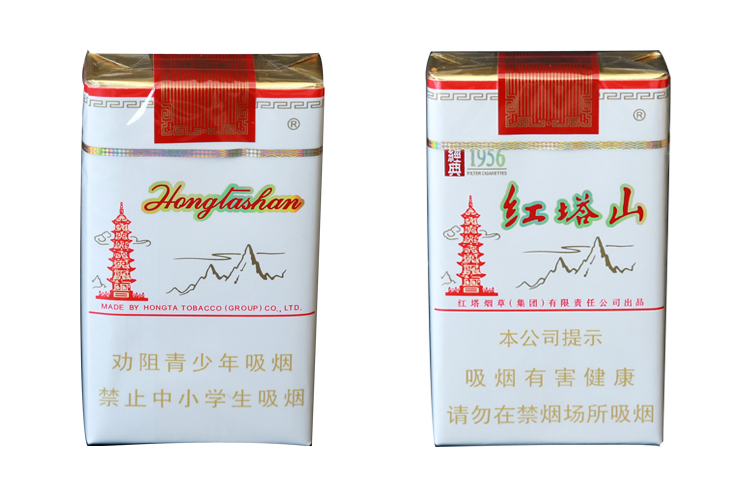 ®
Hongtashan
MADE BY HONGTA TOBACCO (GROUP) CO., LTD.
劝阻青少年吸烟
禁止中小学生吸烟
®
經典 1956
FILTER CIGARETTES
红塔山
红塔烟草(集团)有限责任公司出品
本公司提示
吸烟有害健康
请勿在禁烟场所吸烟